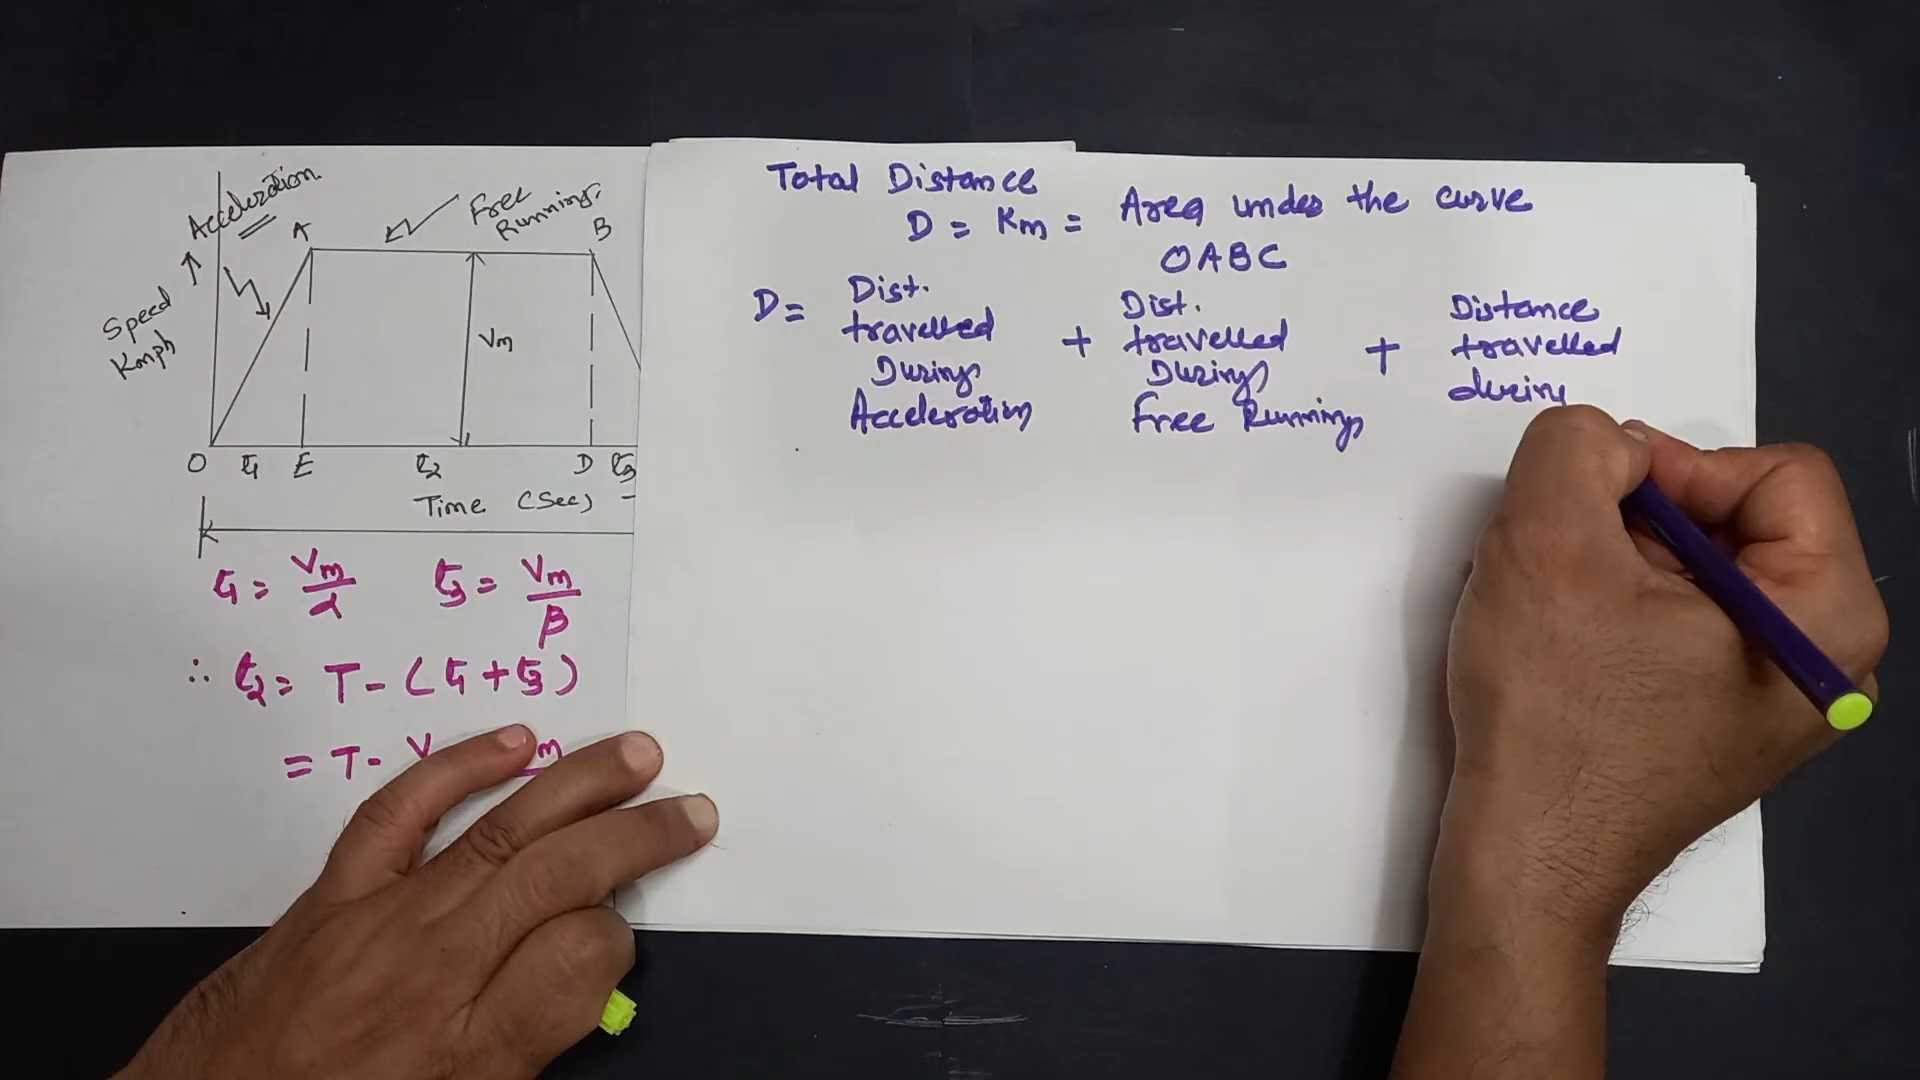 Acceleration
Free
Running.
A
B
Speed
Kmph
Vm
O t1 E t2 D t3
Time (Sec)
t1 = Vm/α t3 = Vm/β
∴ t2 = T - (t1 + t3)
= T - V m
Total Distance
D = Km = Area under the curve
OABC
D = Dist. travelled During Acceleration + Dist. travelled During Free Running + Distance travelled during